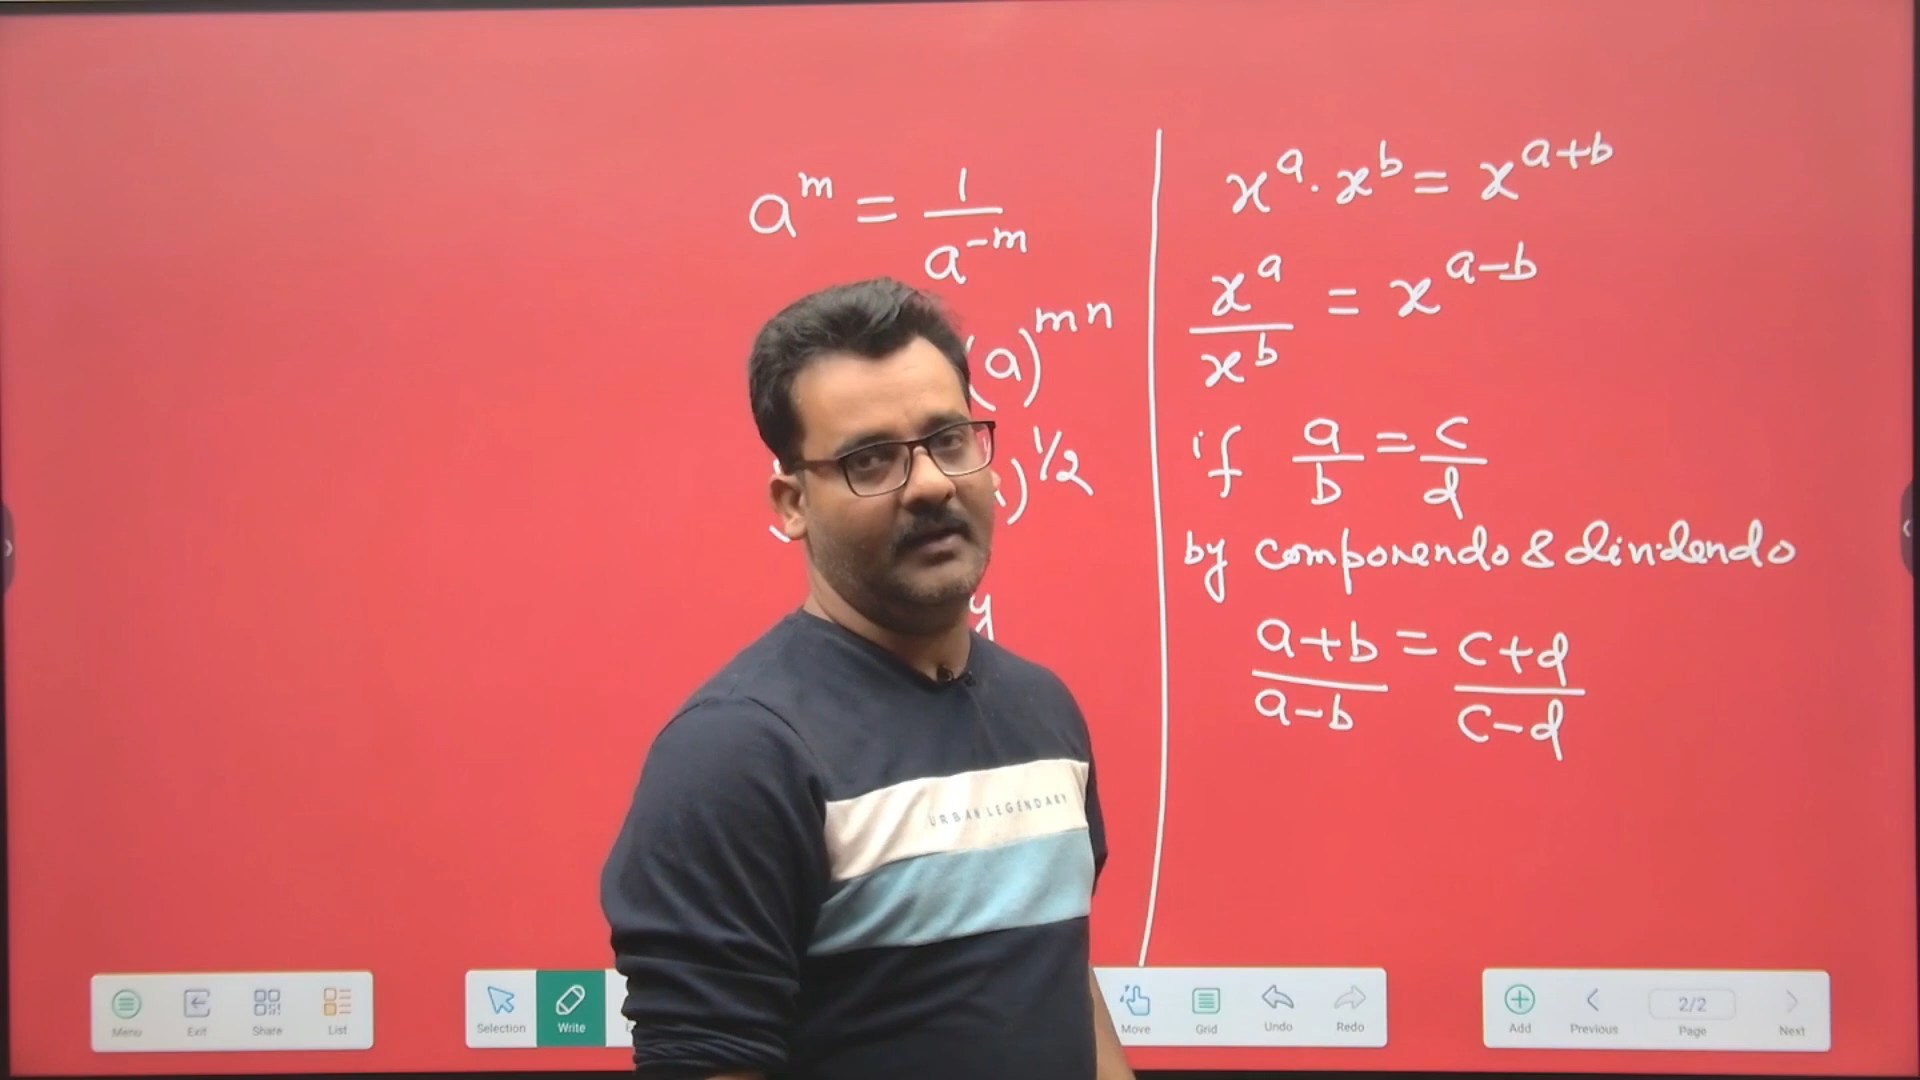 a^m = 1/a^-m
(a)^mn
)^1/2
y
x^a . x^b = x^a+b
x^a/x^b = x^a-b
if a/b = c/d
by componendo & dividendo
a+b/a-b = c+d/c-d
URBAN LEGENDARY
Menu Exit Share List
Selection Write Move Grid Undo Redo
Add Previous 2/2 Page Next